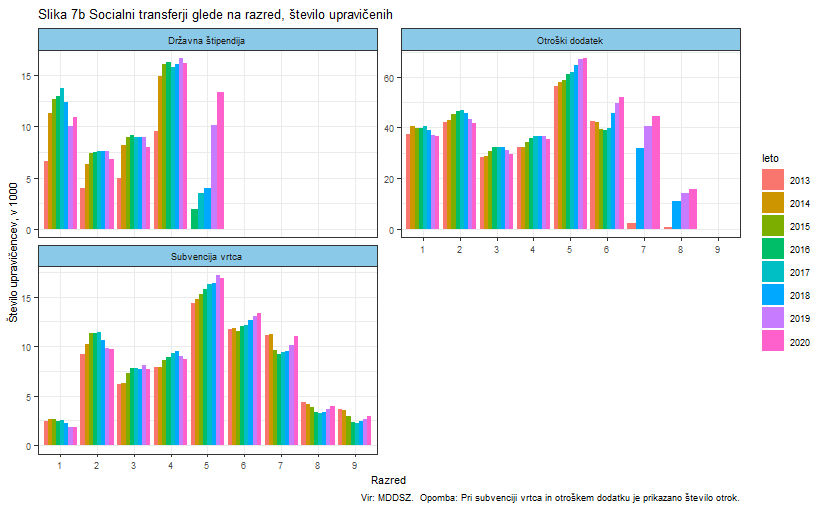 Slika 7b Socialni transferji glede na razred, število upravičenih
Državna štipendija
Otroški dodatek
15
10
5
0
60
40
20
0
1 2 3 4 5 6 7 8 9
Število upravičencev, v 1000
Subvencija vrtca
15
10
5
0
1 2 3 4 5 6 7 8 9
Razred
leto
2013
2014
2015
2016
2017
2018
2019
2020
Vir: MDDSZ. Opomba: Pri subvenciji vrtca in otroškem dodatku je prikazano število otrok.